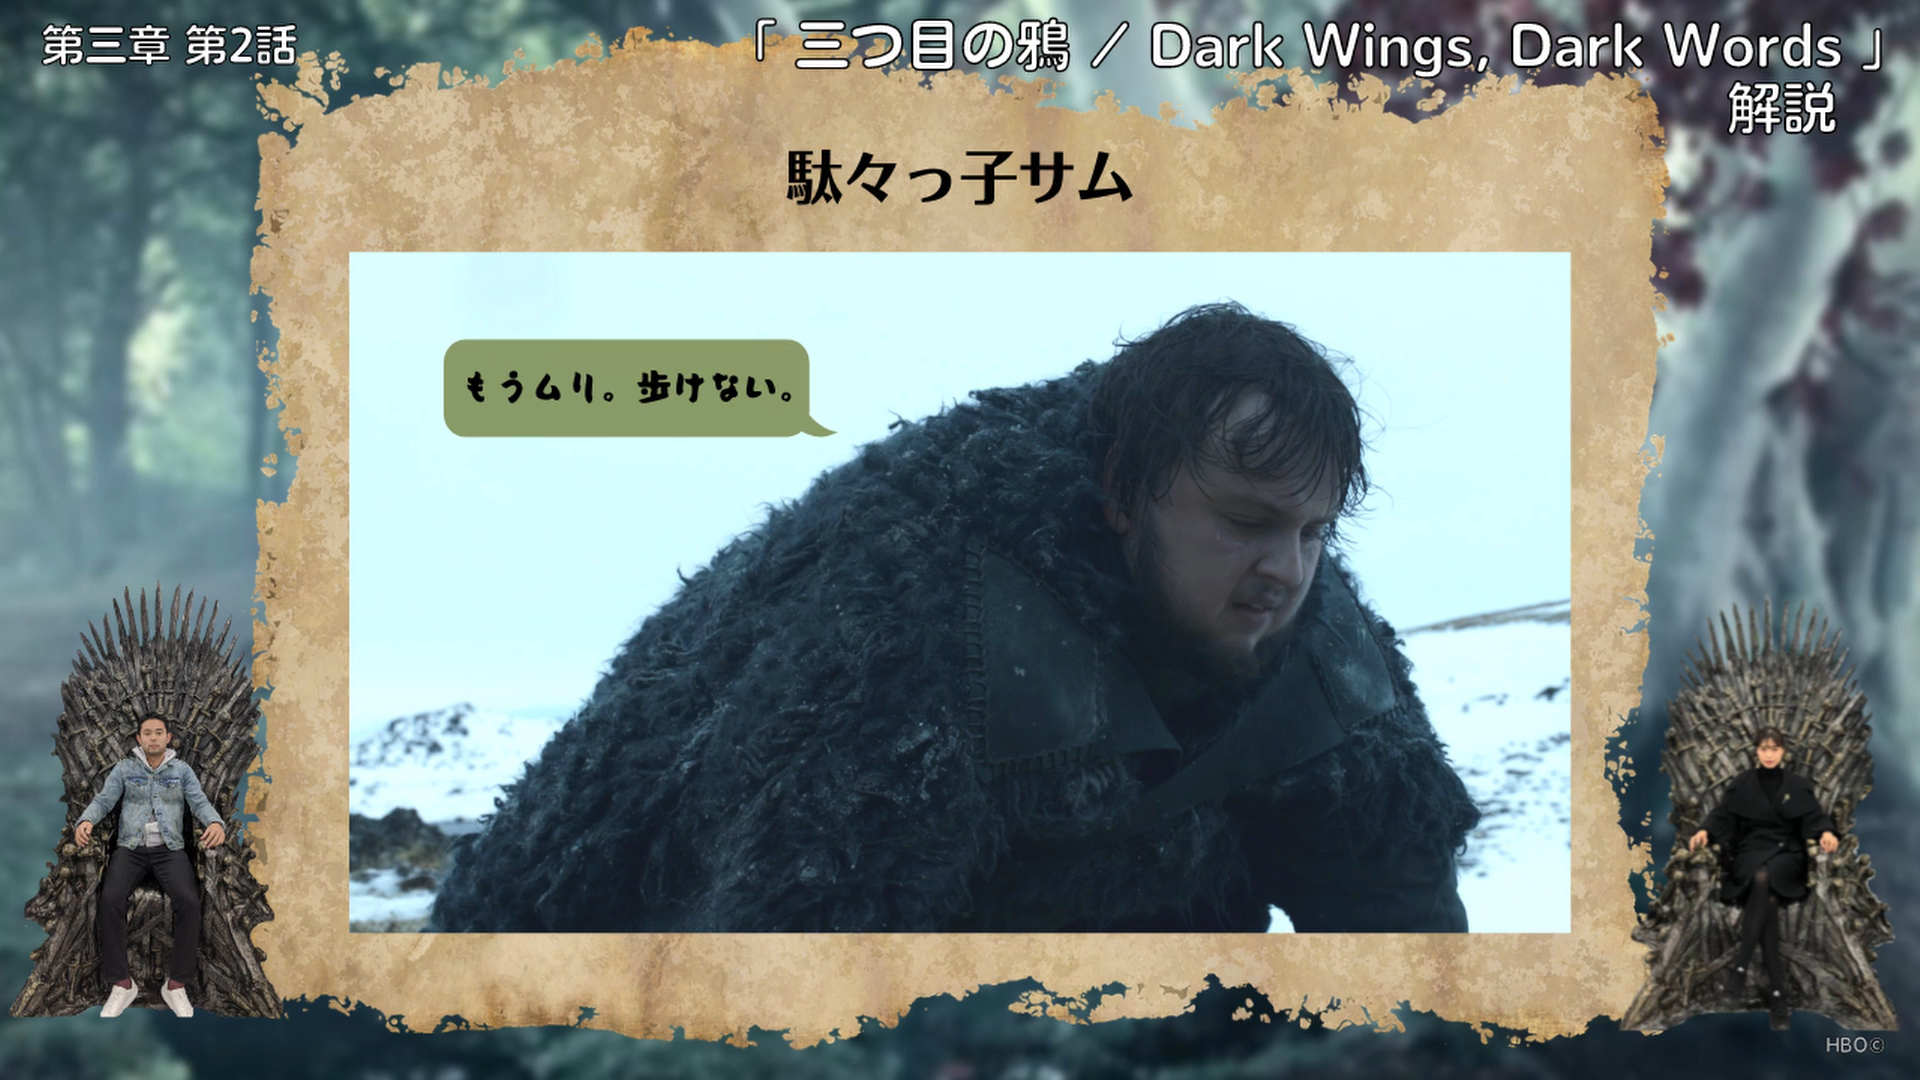 第三章 第2話
「 三つ目の鴉 / Dark Wings, Dark Words 」
解説
駄々っ子サム
もうムリ。歩けない。
HBO©